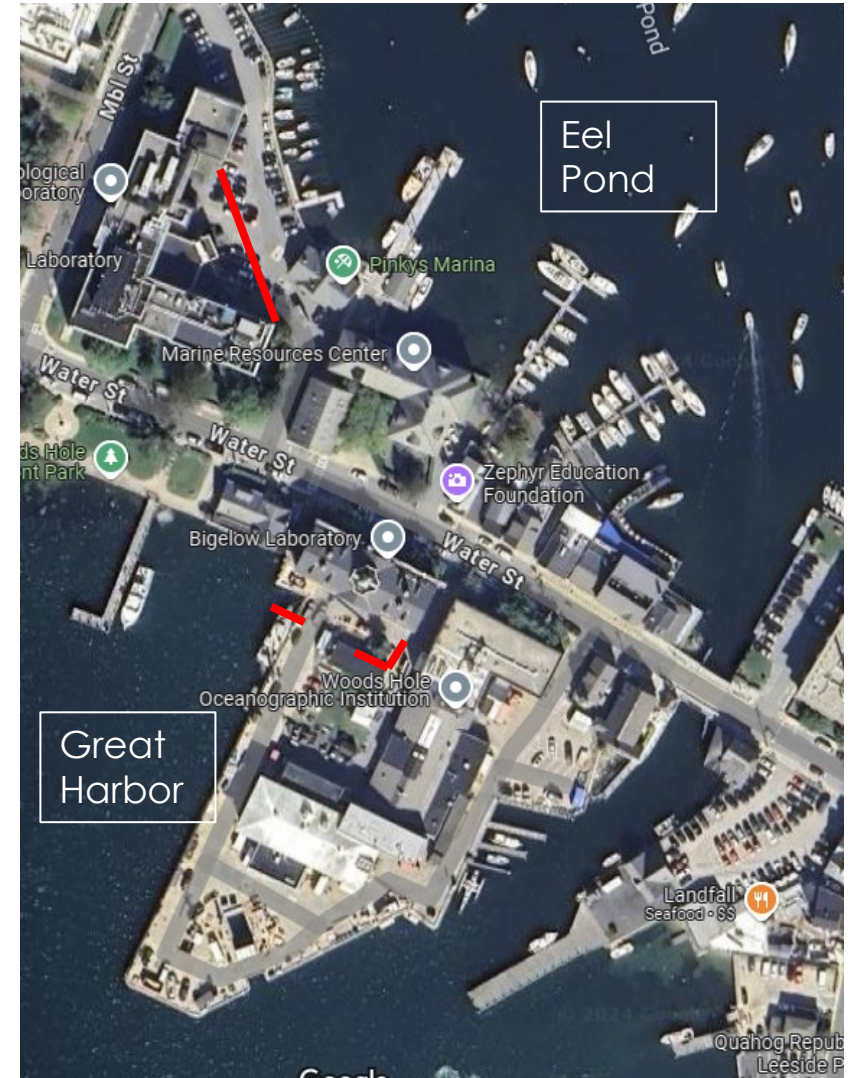 Pond
Mbl St
Eel
Pond
ological
oratory
Laboratory
Pinkys Marina
Marine Resources Center
Water St
Water St
ds Hole
nt Park
Zephyr Education
Foundation
Bigelow Laboratory
Water St
Woods Hole
Oceanographic Institution
Great
Harbor
Landfall
Seafood • $$
Quahog Repub
Leeside P
Google